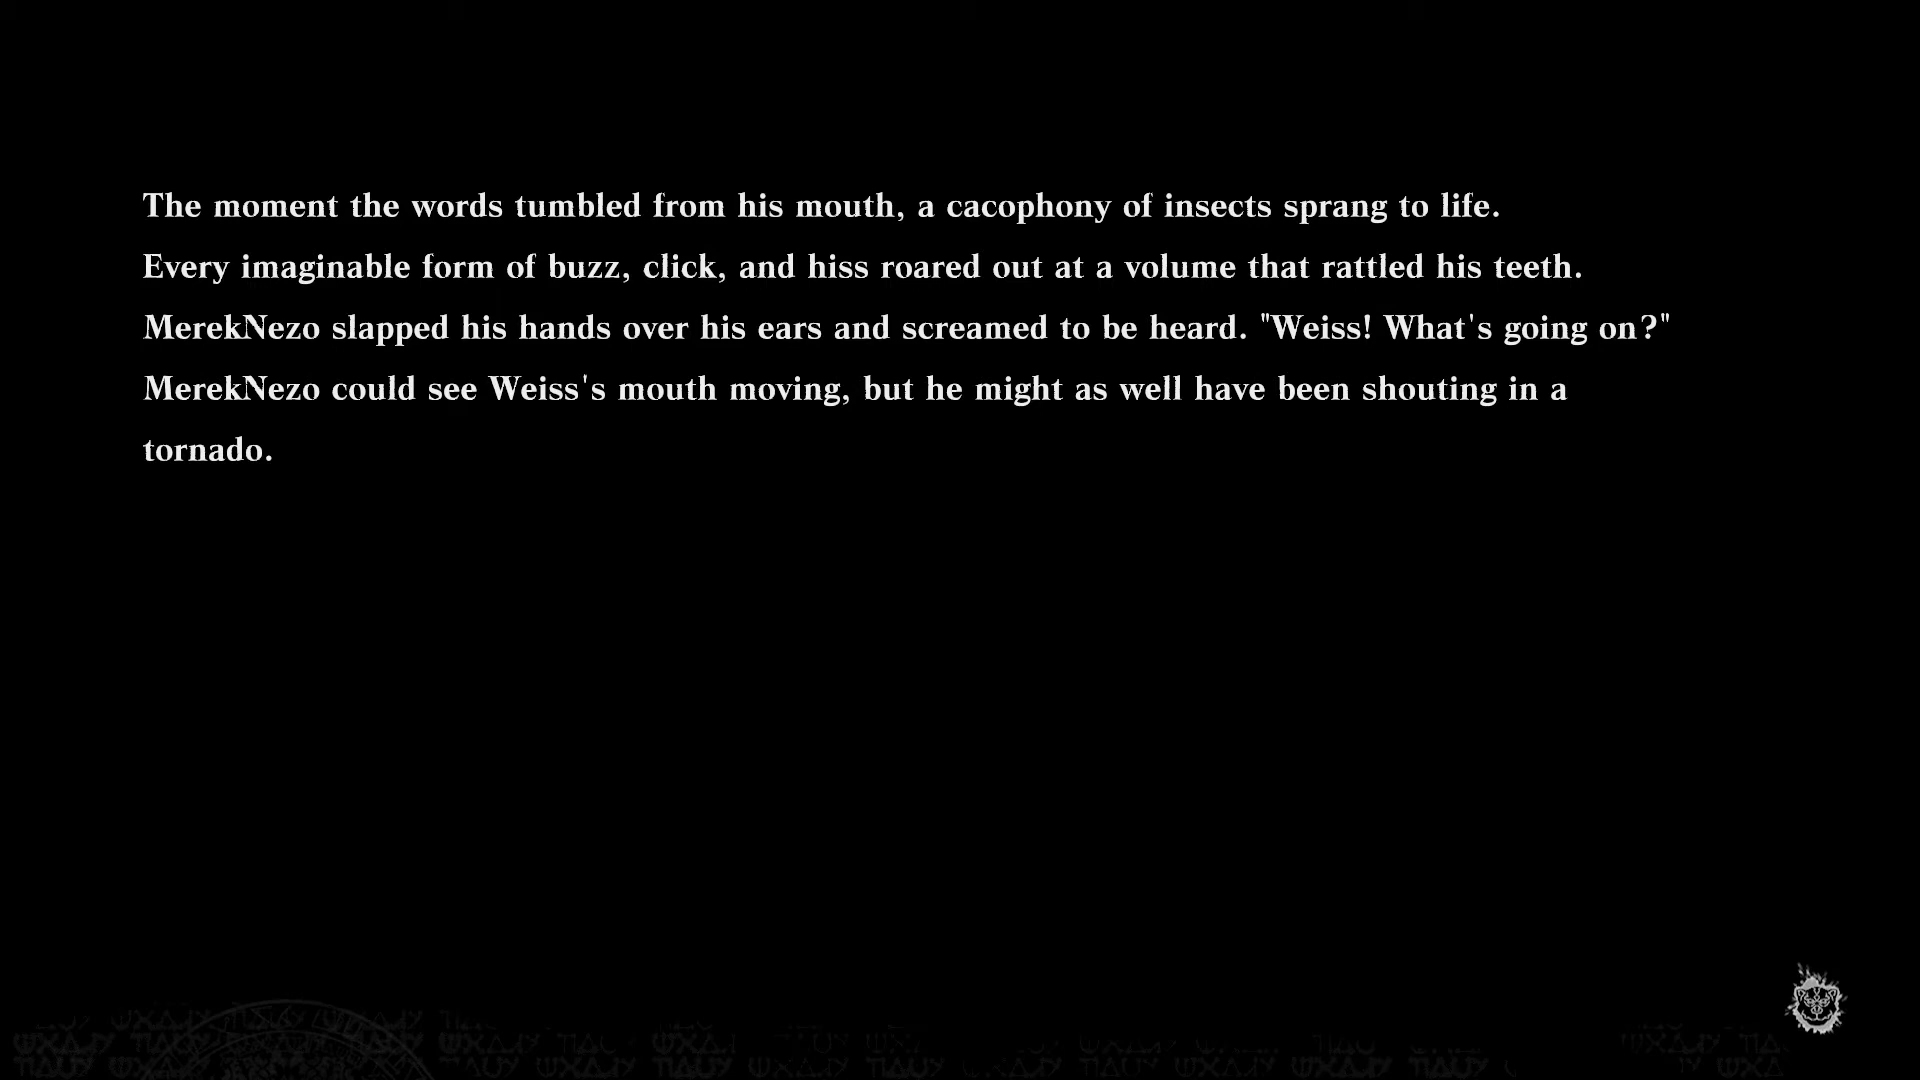 The moment the words tumbled from his mouth, a cacophony of insects sprang to life.
Every imaginable form of buzz, click, and hiss roared out at a volume that rattled his teeth.
MerekNezo slapped his hands over his ears and screamed to be heard. "Weiss! What's going on?"
MerekNezo could see Weiss's mouth moving, but he might as well have been shouting in a
tornado.